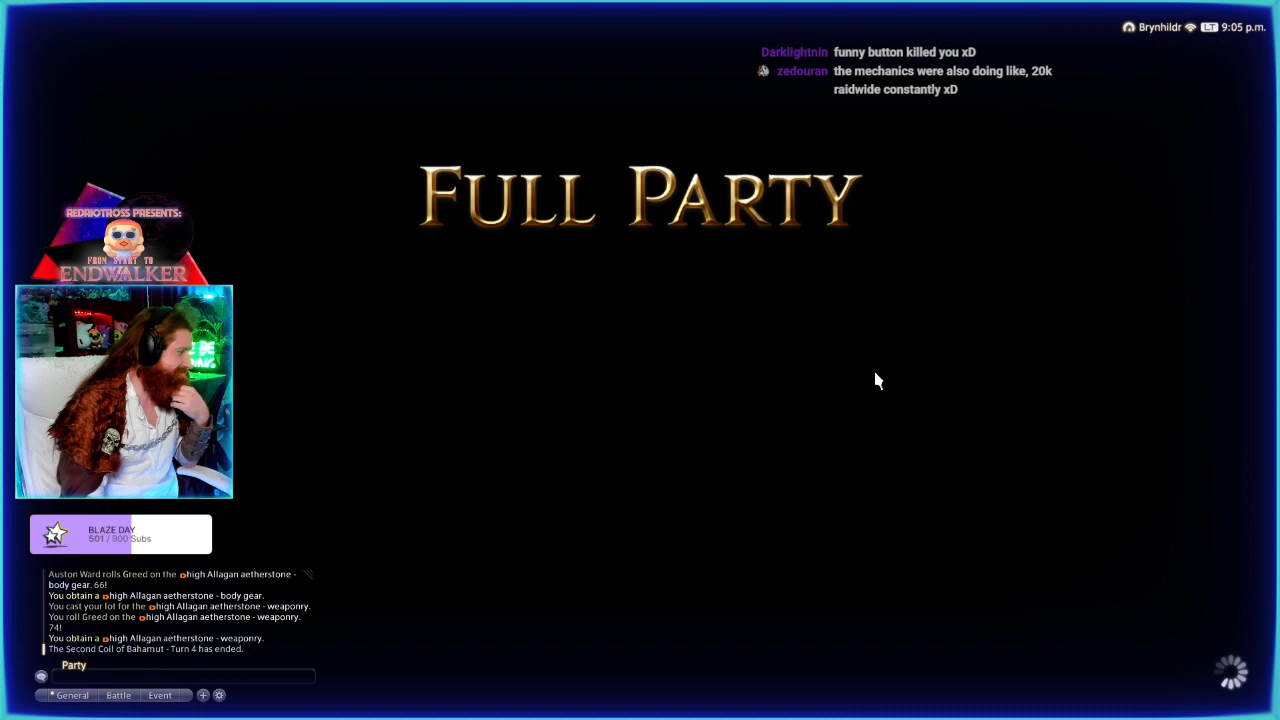 Brynhildr LT 9:05 p.m.
Darklightnin funny button killed you xD
zedouran the mechanics were also doing like, 20k
raidwide constantly xD
FULL PARTY
REDRIOTROSS PRESENTS:
FROM START TO
ENDWALKER
BLAZE DAY
501 / 900 Subs
Auston Ward rolls Greed on the high Allagan aetherstone -
body gear. 66!
You obtain a high Allagan aetherstone - body gear.
You cast your lot for the high Allagan aetherstone - weaponry.
You roll Greed on the high Allagan aetherstone - weaponry.
74!
You obtain a high Allagan aetherstone - weaponry.
The Second Coil of Bahamut - Turn 4 has ended.
Party
General Battle Event